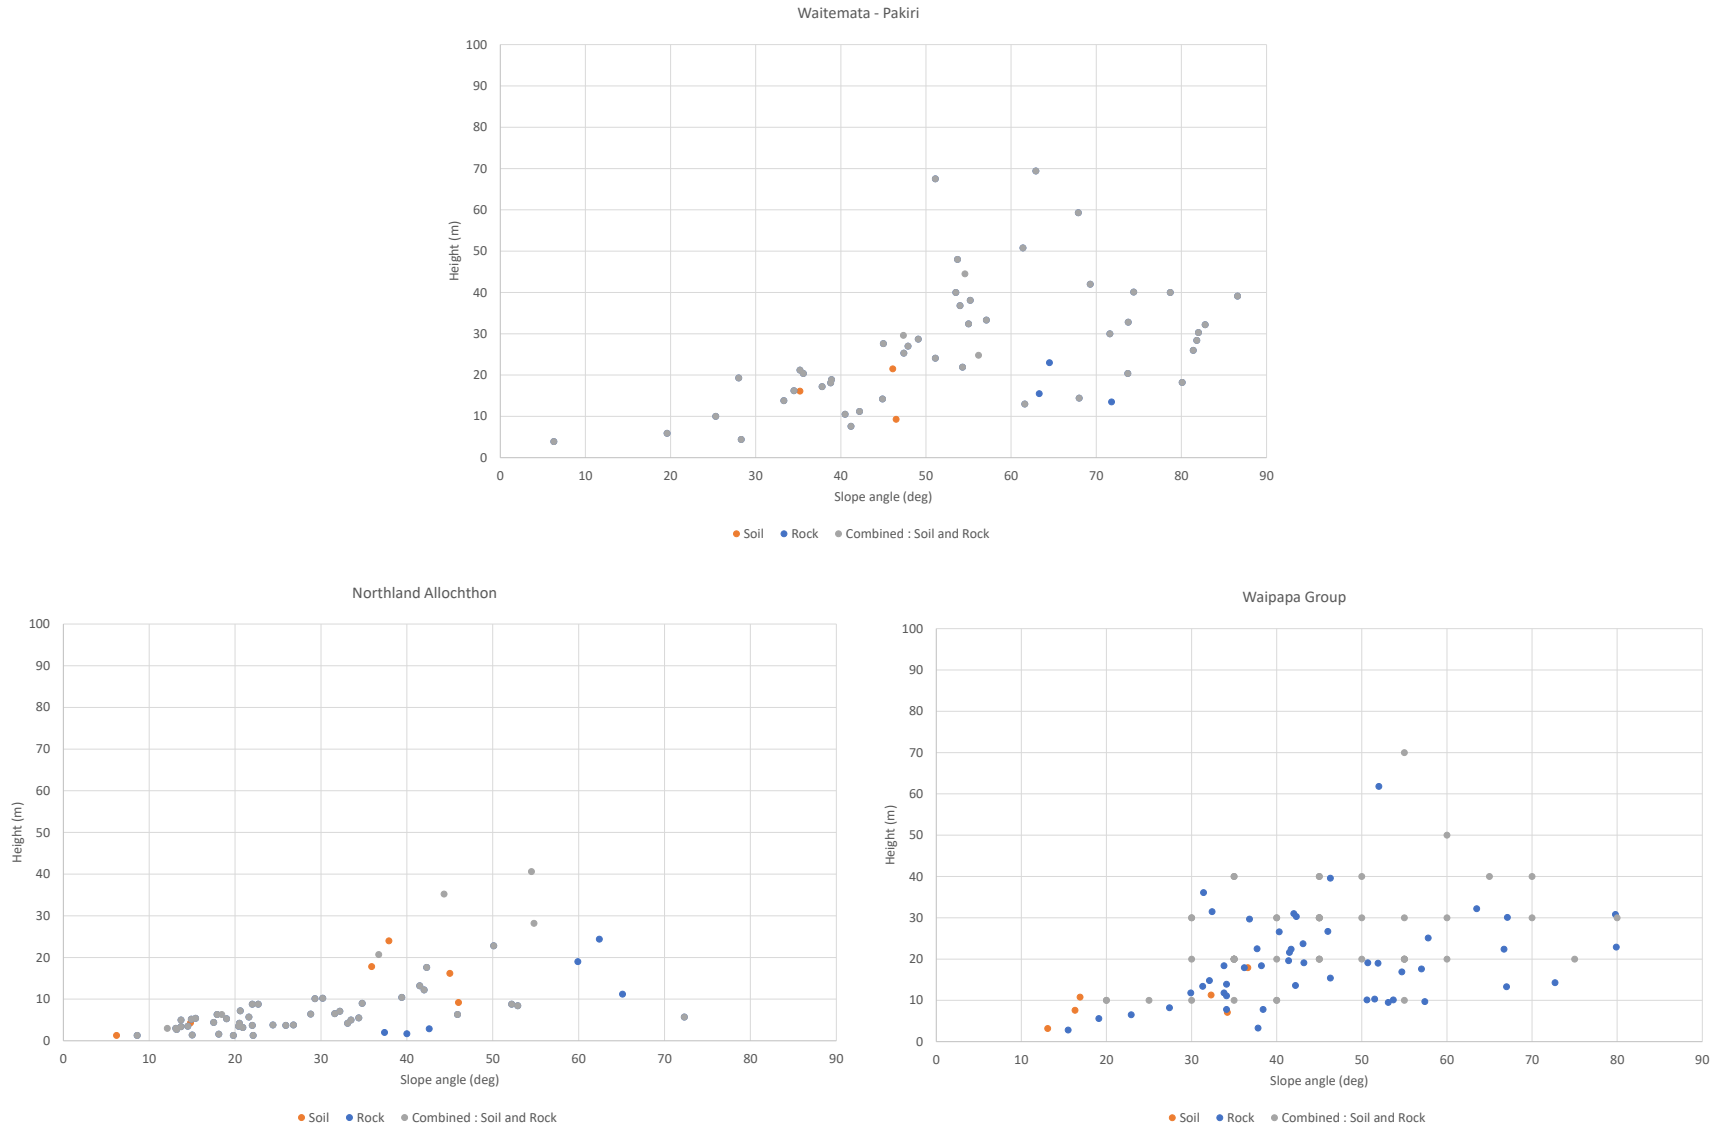 Waitemata - Pakiri
100
90
80
70
60
50
40
30
20
10
0
Height (m)
0 10 20 30 40 50 60 70 80 90
Slope angle (deg)
Soil Rock Combined : Soil and Rock
Northland Allochthon
100
90
80
70
60
50
40
30
20
10
0
Height (m)
0 10 20 30 40 50 60 70 80 90
Slope angle (deg)
Soil Rock Combined : Soil and Rock
Waipapa Group
100
90
80
70
60
50
40
30
20
10
0
Height (m)
0 10 20 30 40 50 60 70 80 90
Slope angle (deg)
Soil Rock Combined : Soil and Rock